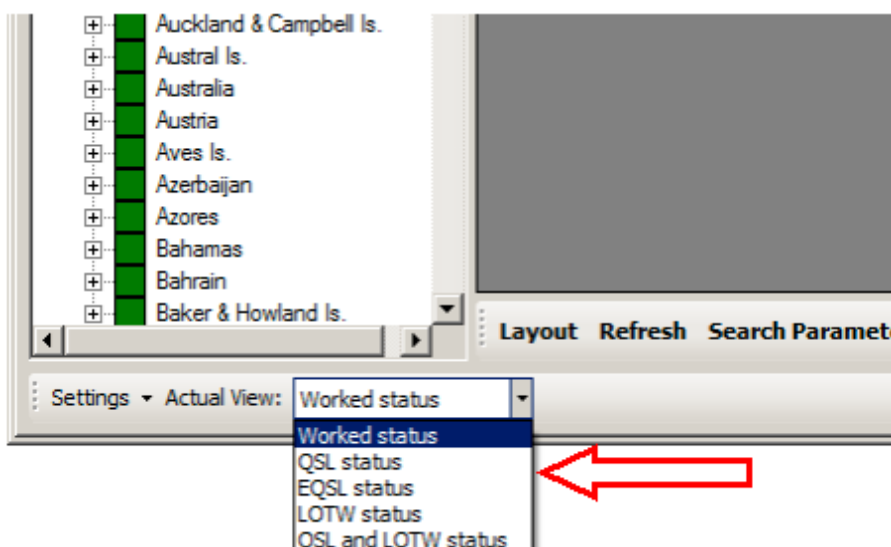 Auckland & Campbell Is.
Austral Is.
Australia
Austria
Aves Is.
Azerbaijan
Azores
Bahamas
Bahrain
Baker & Howland Is.
Layout Refresh Search Paramet
Settings Actual View: Worked status
Worked status
QSL status
EQSL status
LOTW status
QSL and LOTW status